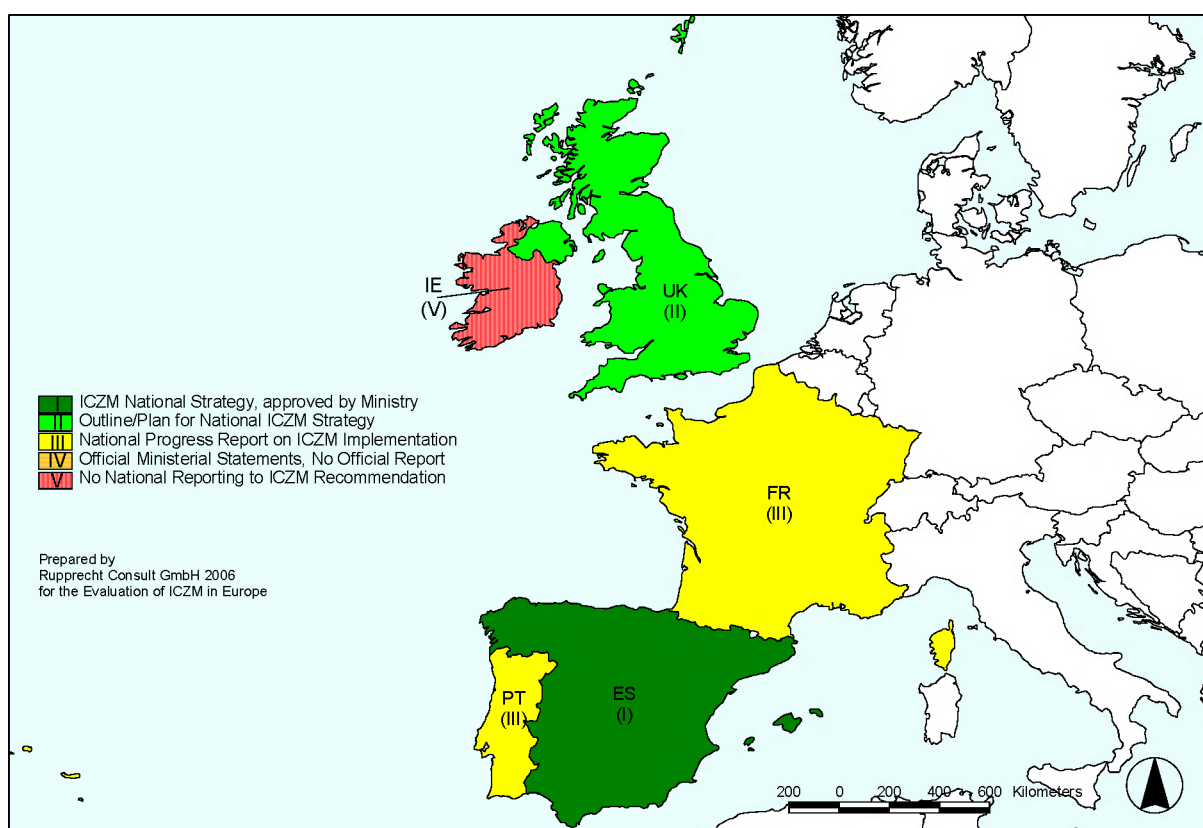 IE
(V)
UK
(II)
I ICZM National Strategy, approved by Ministry
II Outline/Plan for National ICZM Strategy
III National Progress Report on ICZM Implementation
IV Official Ministerial Statements, No Official Report
V No National Reporting to ICZM Recommendation
FR
(III)
Prepared by
Rupprecht Consult GmbH 2006
for the Evaluation of ICZM in Europe
PT
(III)
ES
(I)
200 0 200 400 600 Kilometers